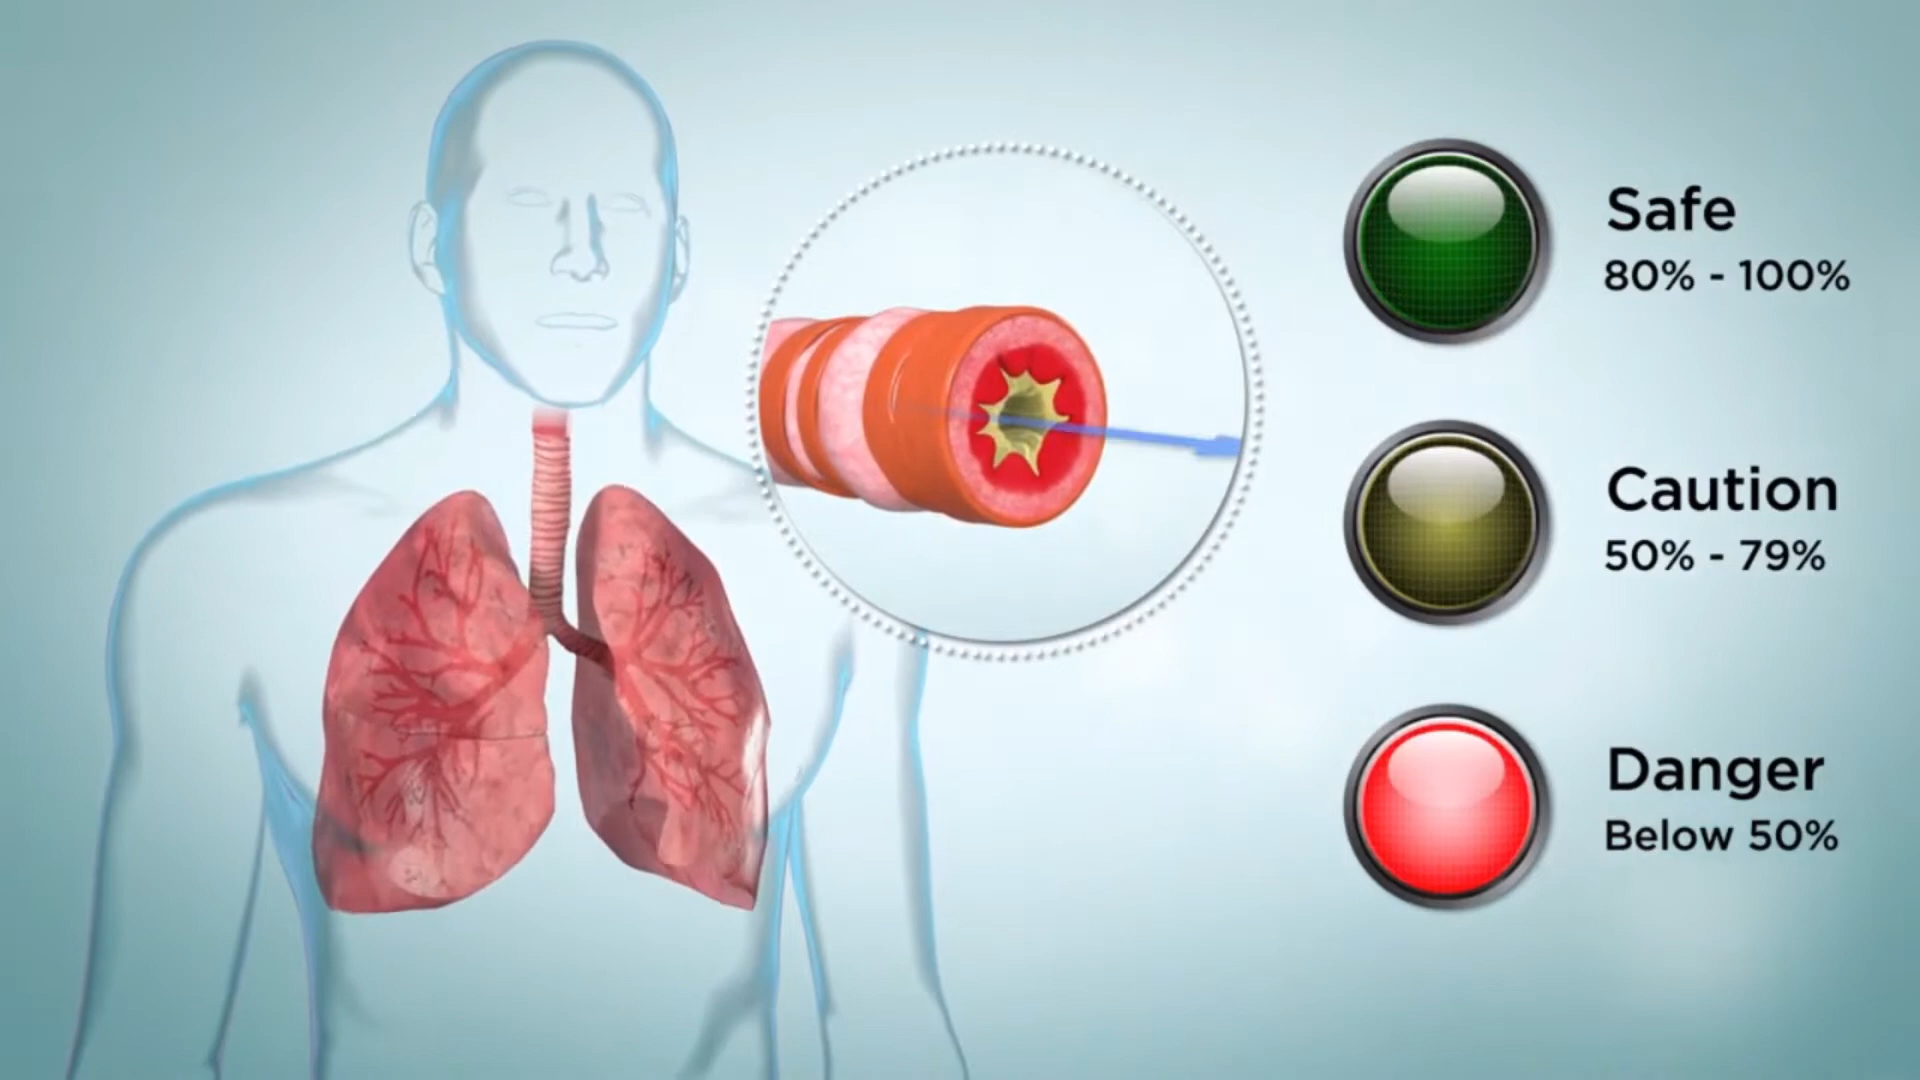 Safe
80% - 100%
Caution
50% - 79%
Danger
Below 50%